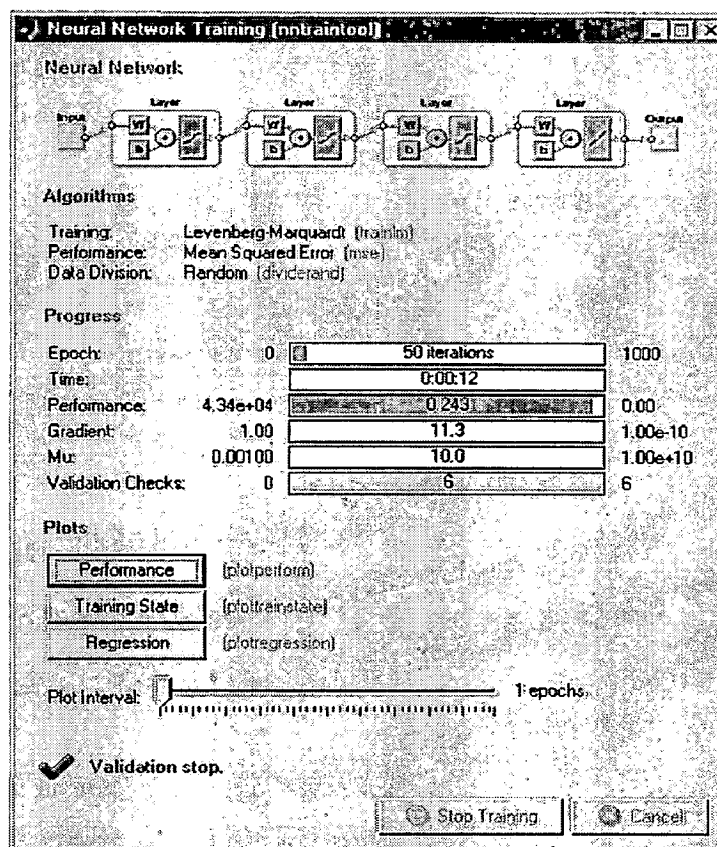 Neural Network Training (nntraintool)
Neural Network
Layer Layer Layer Layer
Input W b + W b + W b + W b + Output
Algorithms
Training: Levenberg-Marquardt (trainlm)
Performance: Mean Squared Error (mse)
Data Division: Random (dividerand)
Progress
Epoch: 0 50 iterations 1000
Time: 0:00:12
Performance: 4.34e+04 0.243 0.00
Gradient: 1.00 11.3 1.00e-10
Mu: 0.00100 10.0 1.00e+10
Validation Checks: 0 6 6
Plots
Performance (plotperform)
Training State (plottrainstate)
Regression (plotregression)
Plot Interval: 1 epochs
Validation stop.
Stop Training Cancel